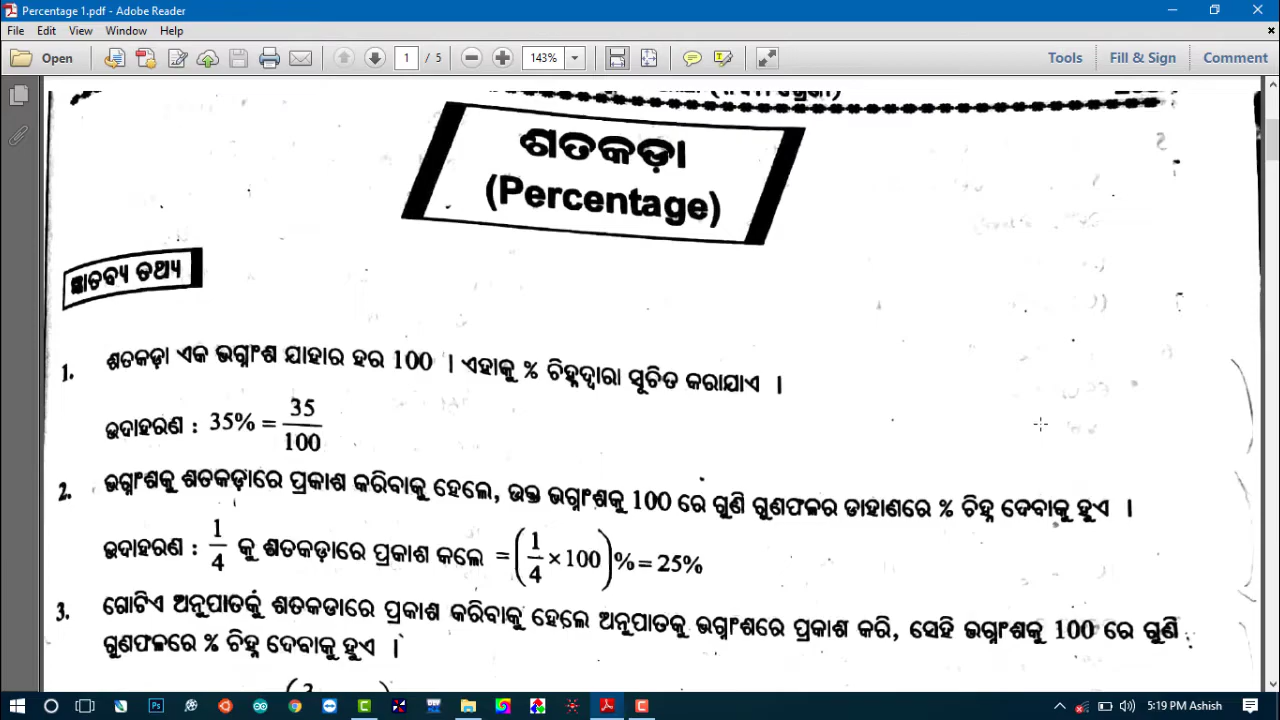 Percentage 1.pdf - Adobe Reader
File Edit View Window Help
Open 1 / 5 143% Tools Fill & Sign Comment
ଶତକଡ଼ା
(Percentage)
ଜ୍ଞାତବ୍ୟ ତଥ୍ୟ
1. ଶତକଡ଼ା ଏକ ଭଗ୍ନାଂଶ ଯାହାର ହର 100 । ଏହାକୁ % ଚିହ୍ନଦ୍ୱାରା ସୂଚିତ କରାଯାଏ ।
ଉଦାହରଣ : 35% = 35/100
2. ଭଗ୍ନାଂଶକୁ ଶତକଡ଼ାରେ ପ୍ରକାଶ କରିବାକୁ ହେଲେ, ଉକ୍ତ ଭଗ୍ନାଂଶକୁ 100 ରେ ଗୁଣି ଗୁଣଫଳର ଡାହାଣରେ % ଚିହ୍ନ ଦେବାକୁ ହୁଏ ।
ଉଦାହରଣ : 1/4 କୁ ଶତକଡ଼ାରେ ପ୍ରକାଶ କଲେ = (1/4 × 100)% = 25%
3. ଗୋଟିଏ ଅନୁପାତକୁ ଶତକଡାରେ ପ୍ରକାଶ କରିବାକୁ ହେଲେ ଅନୁପାତକୁ ଭଗ୍ନାଂଶରେ ପ୍ରକାଶ କରି, ସେହି ଭଗ୍ନାଂଶକୁ 100 ରେ ଗୁଣି
ଗୁଣଫଳରେ % ଚିହ୍ନ ଦେବାକୁ ହୁଏ ।
5:19 PM Ashish